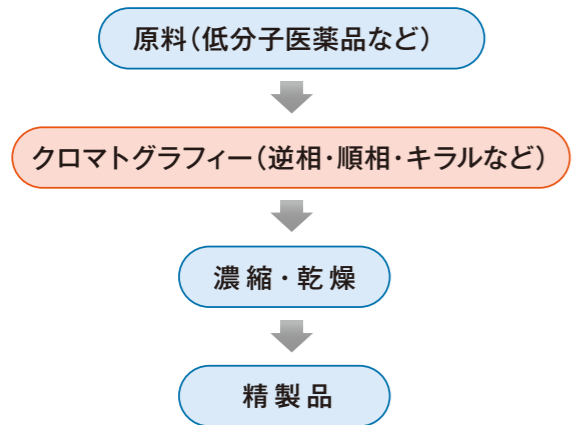 原料(低分子医薬品など)
クロマトグラフィー(逆相・順相・キラルなど)
濃縮・乾燥
精製品